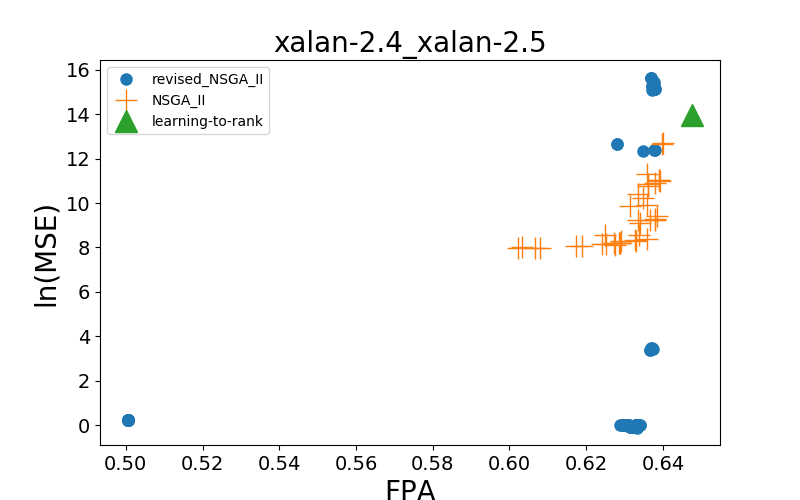 xalan-2.4_xalan-2.5
revised_NSGA_II
NSGA_II
learning-to-rank
16
14
12
10
8
6
4
2
0
ln(MSE)
0.50 0.52 0.54 0.56 0.58 0.60 0.62 0.64
FPA